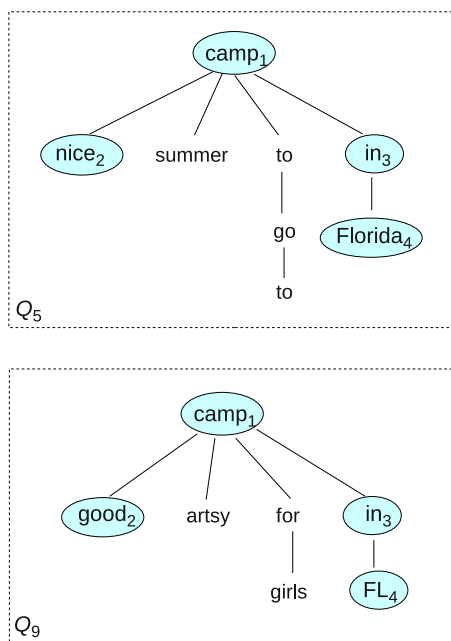 camp₁
nice₂ summer to in₃
go Florida₄
to
Q₅
camp₁
good₂ artsy for in₃
girls FL₄
Q₉